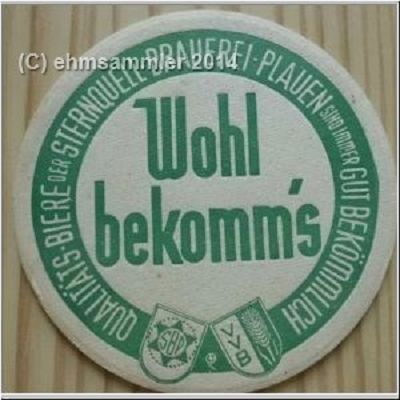 (C) ehmsammler 2014
QUALITÄTS-BIERE DER STERNQUELL-BRAUEREI-PLAUEN SIND IMMER GUT BEKÖMMLICH
Wohl
bekomm's
SBP
VVB